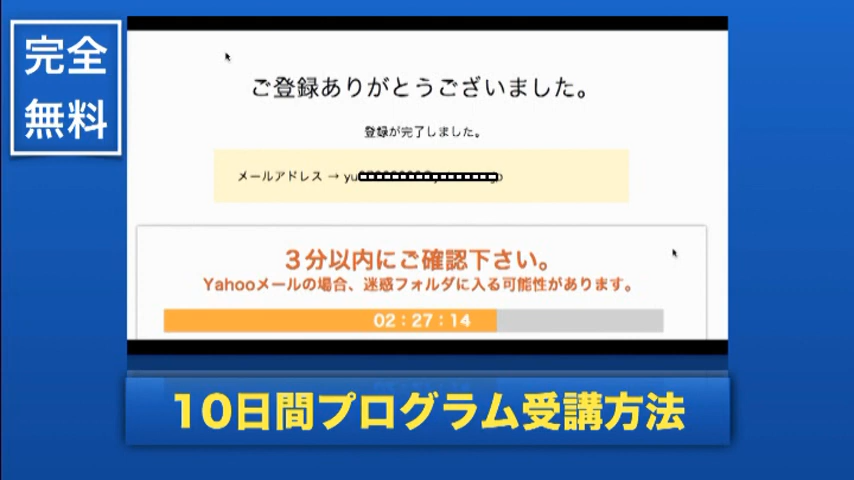 完全
無料
ご登録ありがとうございました。
登録が完了しました。
メールアドレス → yu
3分以内にご確認下さい。
Yahooメールの場合、迷惑フォルダに入る可能性があります。
02：27：14
10日間プログラム受講方法